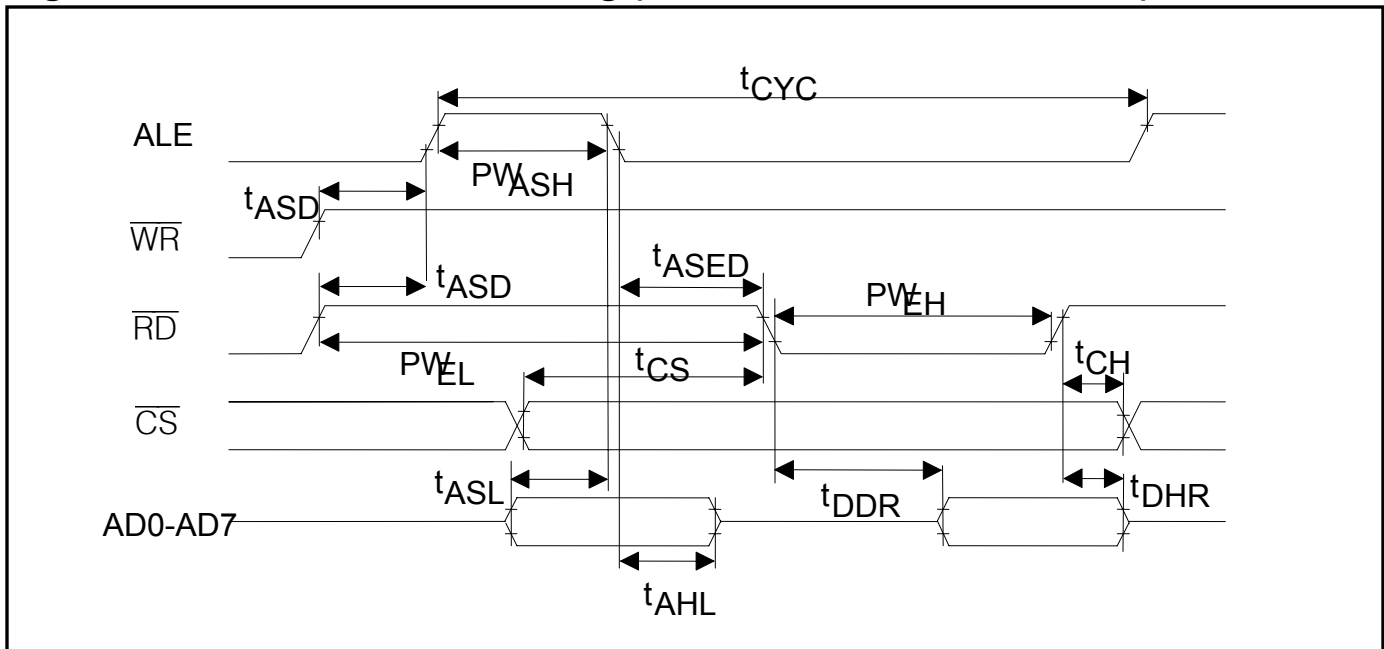 tCYC
ALE
PWASH
tASD
WR
tASED
tASD
PWEH
RD
tCS
tCH
PWEL
CS
tASL
tDDR
tDHR
AD0-AD7
tAHL